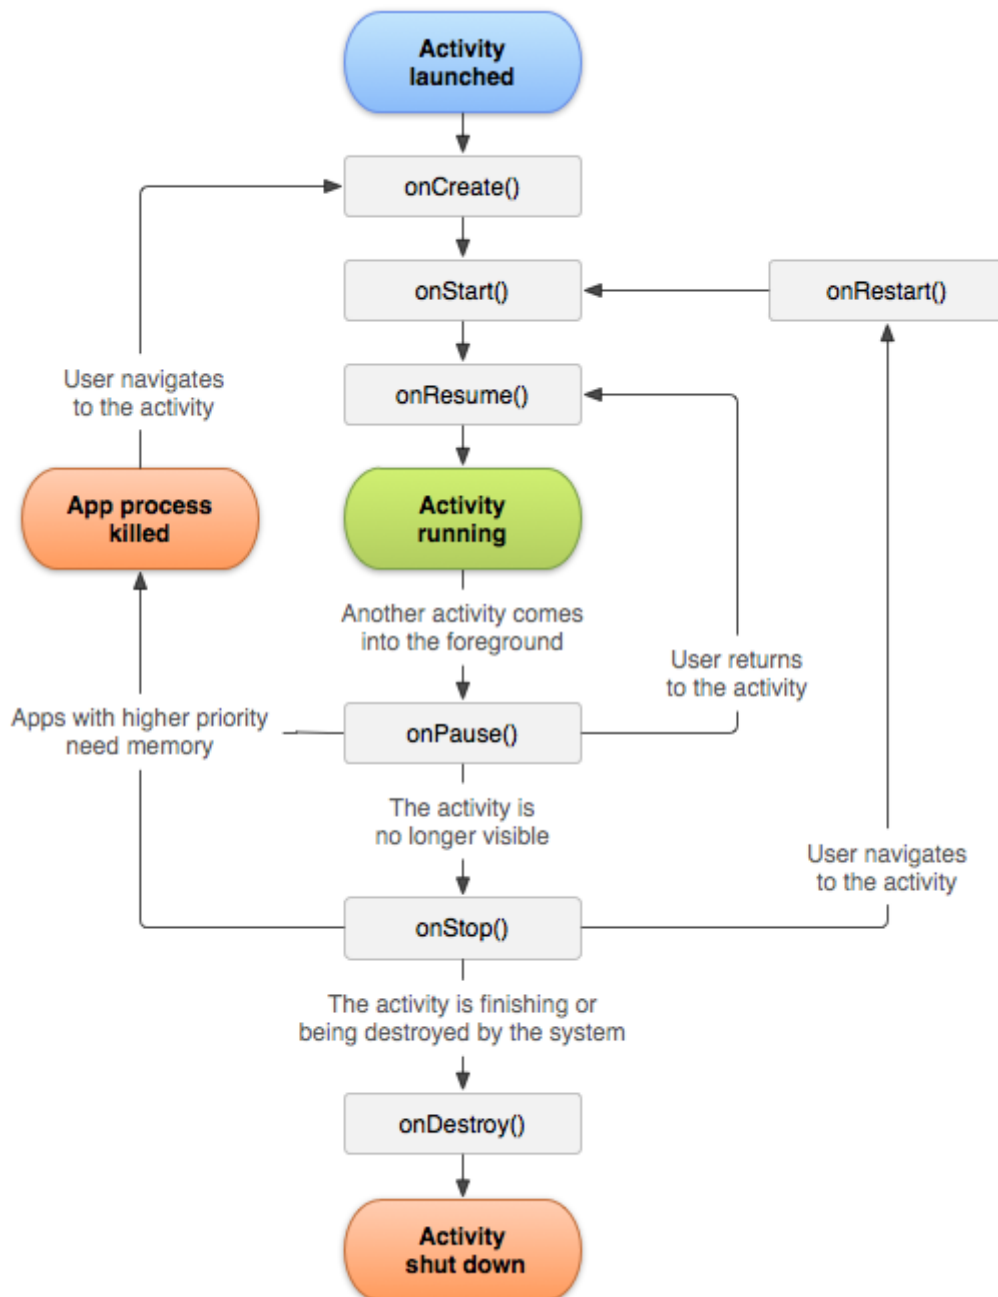 Activity
launched
onCreate()
onStart()
onRestart()
onResume()
User navigates
to the activity
App process
killed
Activity
running
Another activity comes
into the foreground
User returns
to the activity
Apps with higher priority
need memory
onPause()
The activity is
no longer visible
User navigates
to the activity
onStop()
The activity is finishing or
being destroyed by the system
onDestroy()
Activity
shut down